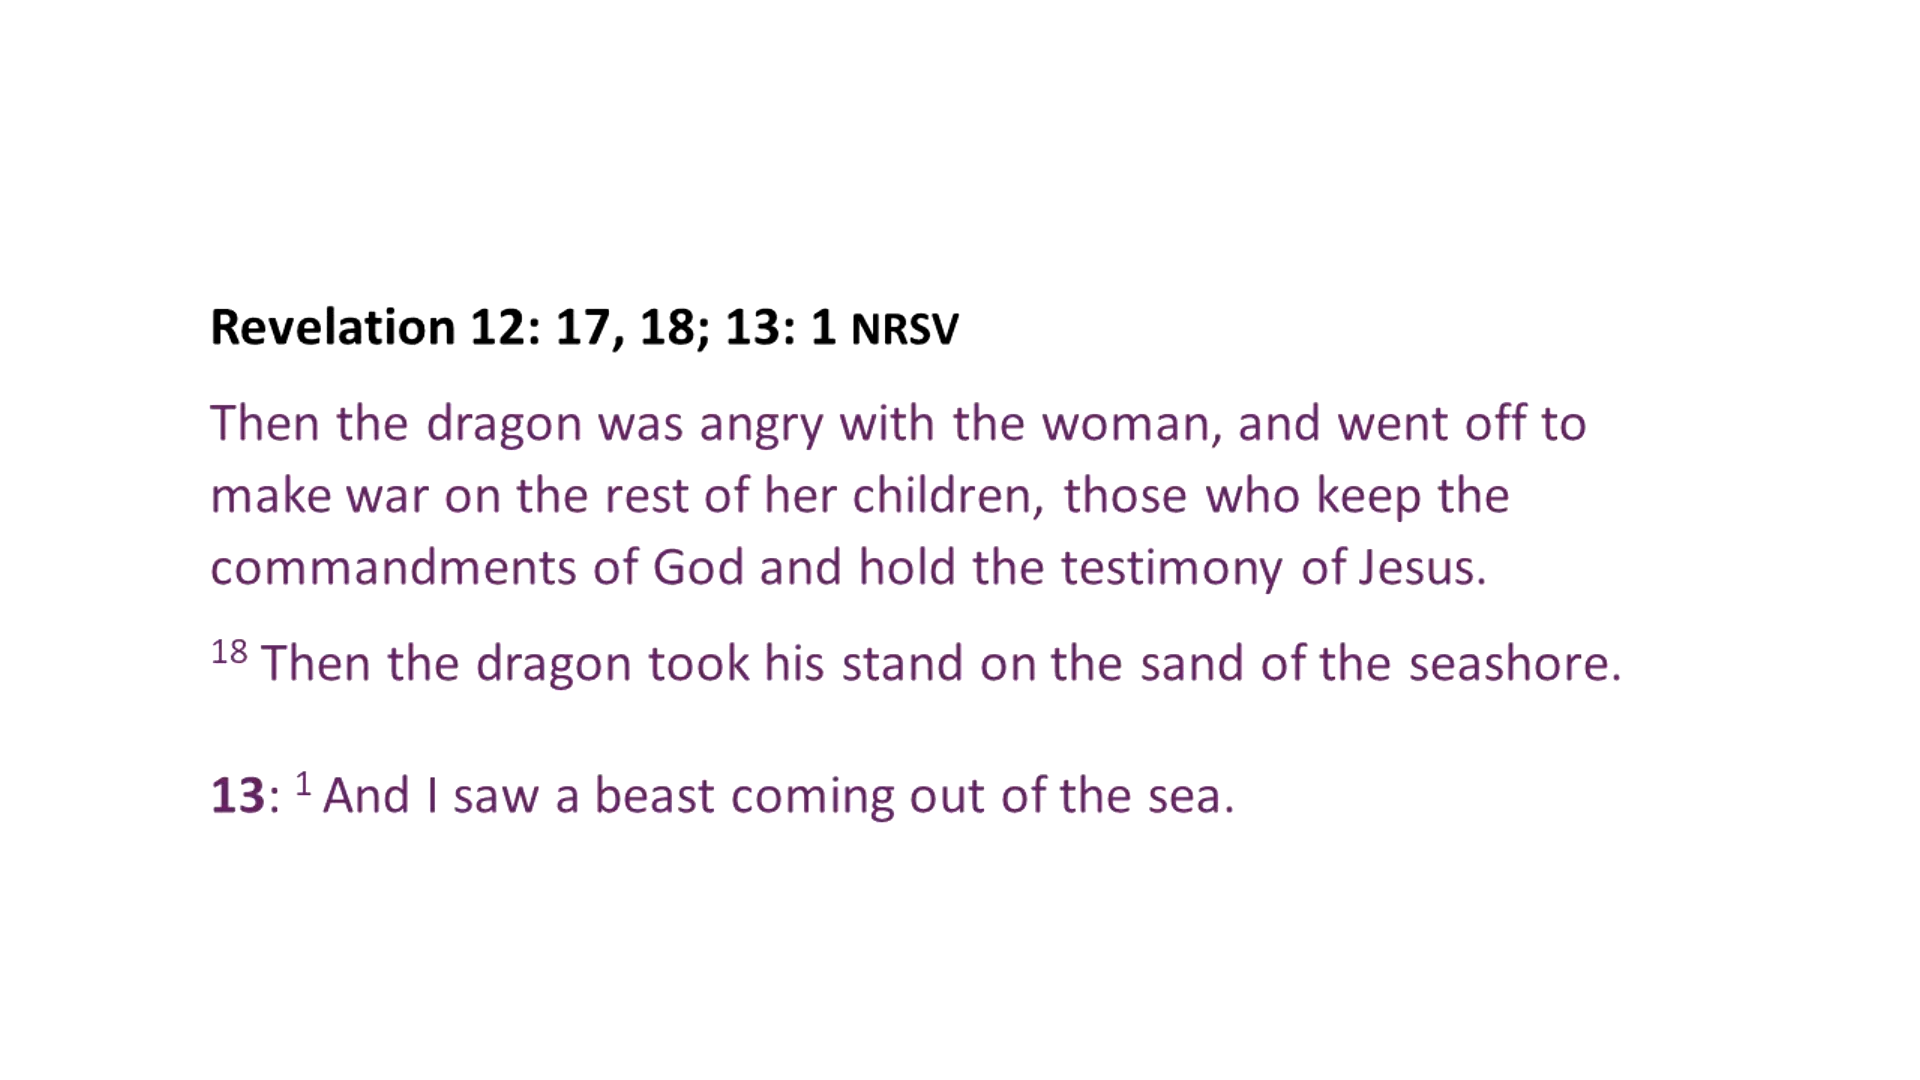 Revelation 12: 17, 18; 13: 1 NRSV
Then the dragon was angry with the woman, and went off to
make war on the rest of her children, those who keep the
commandments of God and hold the testimony of Jesus.
18 Then the dragon took his stand on the sand of the seashore.
13: 1 And I saw a beast coming out of the sea.